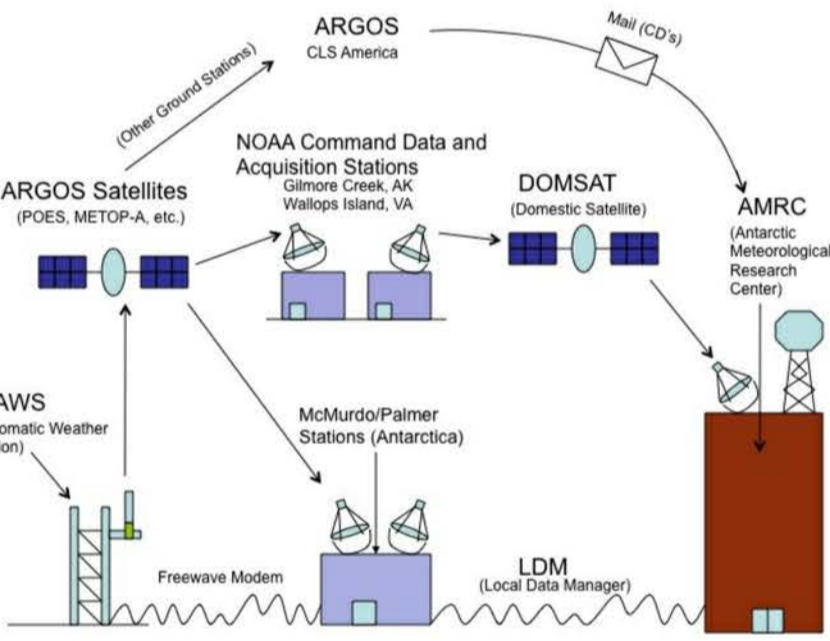 ARGOS
CLS America
Mail (CD's)
(Other Ground Stations)
NOAA Command Data and
Acquisition Stations
Gilmore Creek, AK
Wallops Island, VA
ARGOS Satellites
(POES, METOP-A, etc.)
DOMSAT
(Domestic Satellite)
AMRC
(Antarctic
Meteorological
Research
Center)
AWS
omatic Weather
ion)
McMurdo/Palmer
Stations (Antarctica)
Freewave Modem
LDM
(Local Data Manager)